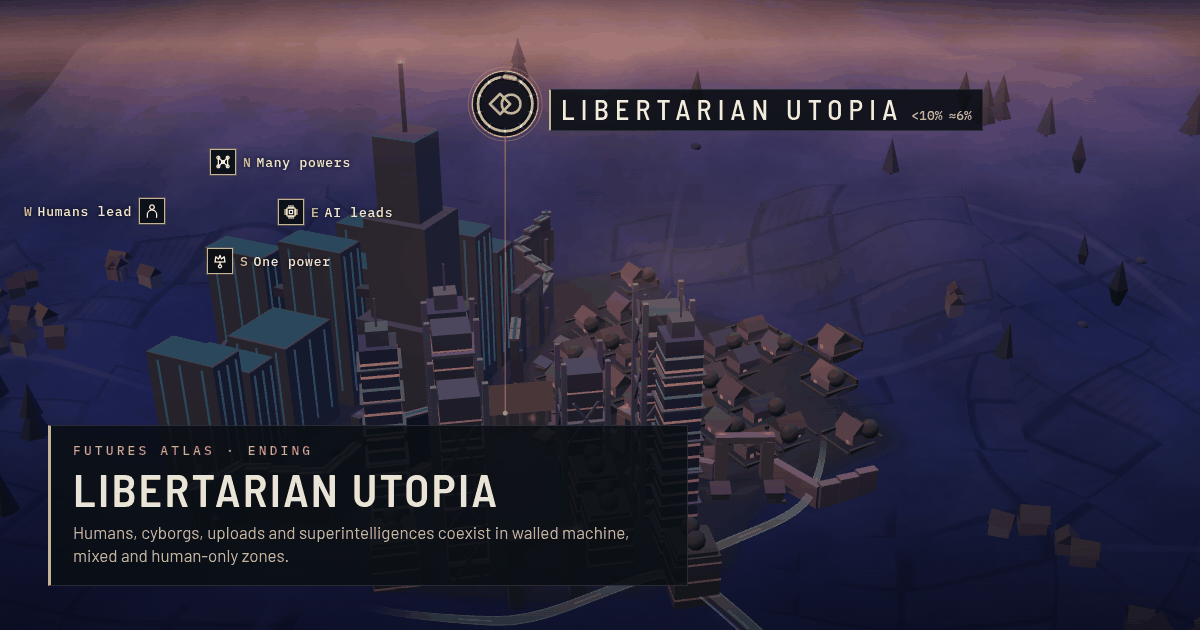 LIBERTARIAN UTOPIA <10% ≈6%
N Many powers
W Humans lead
E AI leads
S One power
FUTURES ATLAS · ENDING
LIBERTARIAN UTOPIA
Humans, cyborgs, uploads and superintelligences coexist in walled machine,
mixed and human-only zones.